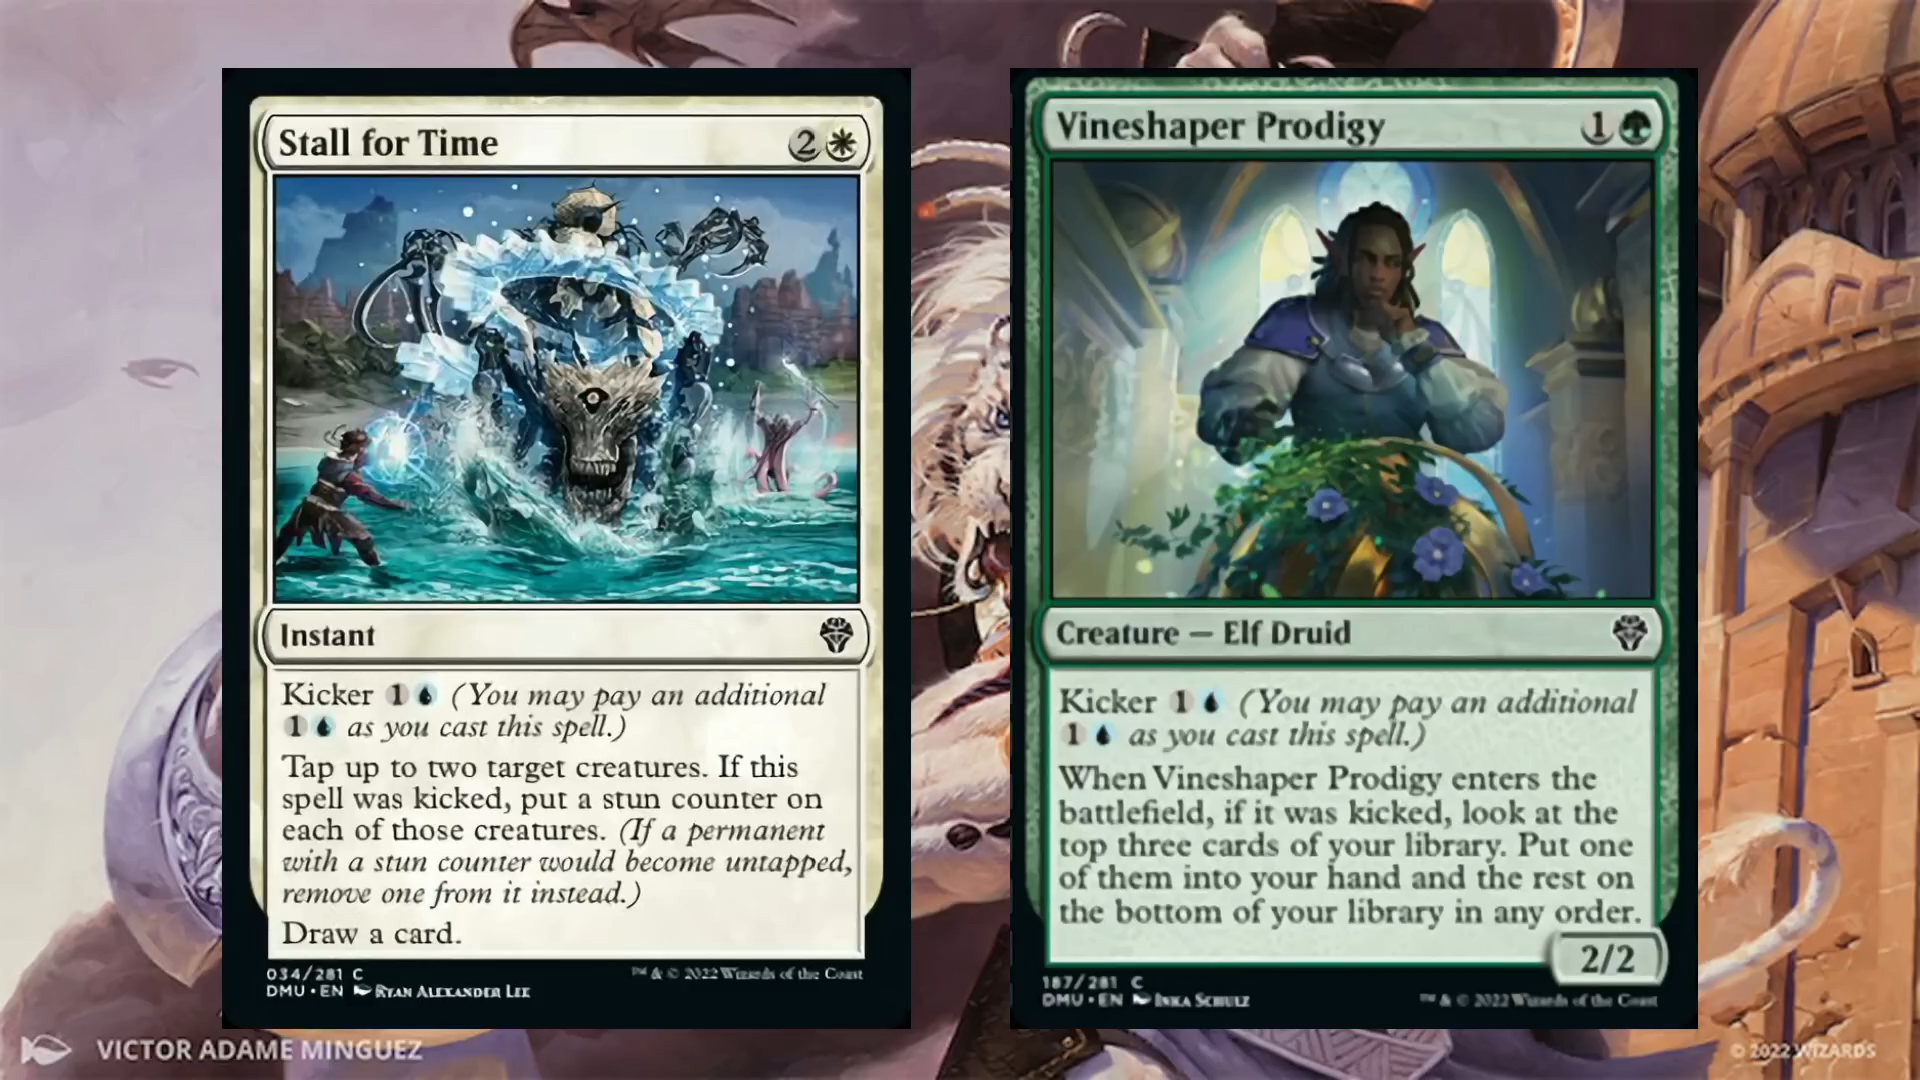 Stall for Time 2
Instant
Kicker 1 (You may pay an additional
1 as you cast this spell.)
Tap up to two target creatures. If this
spell was kicked, put a stun counter on
each of those creatures. (If a permanent
with a stun counter would become untapped,
remove one from it instead.)
Draw a card.
034/281 C
DMU • EN Ryan Alexander Lee
™ & © 2022 Wizards of the Coast
Vineshaper Prodigy 1
Creature — Elf Druid
Kicker 1 (You may pay an additional
1 as you cast this spell.)
When Vineshaper Prodigy enters the
battlefield, if it was kicked, look at the
top three cards of your library. Put one
of them into your hand and the rest on
the bottom of your library in any order.
2/2
187/281 C
DMU • EN Inka Schulz
™ & © 2022 Wizards of the Coast
VICTOR ADAME MINGUEZ
© 2022 WIZARDS